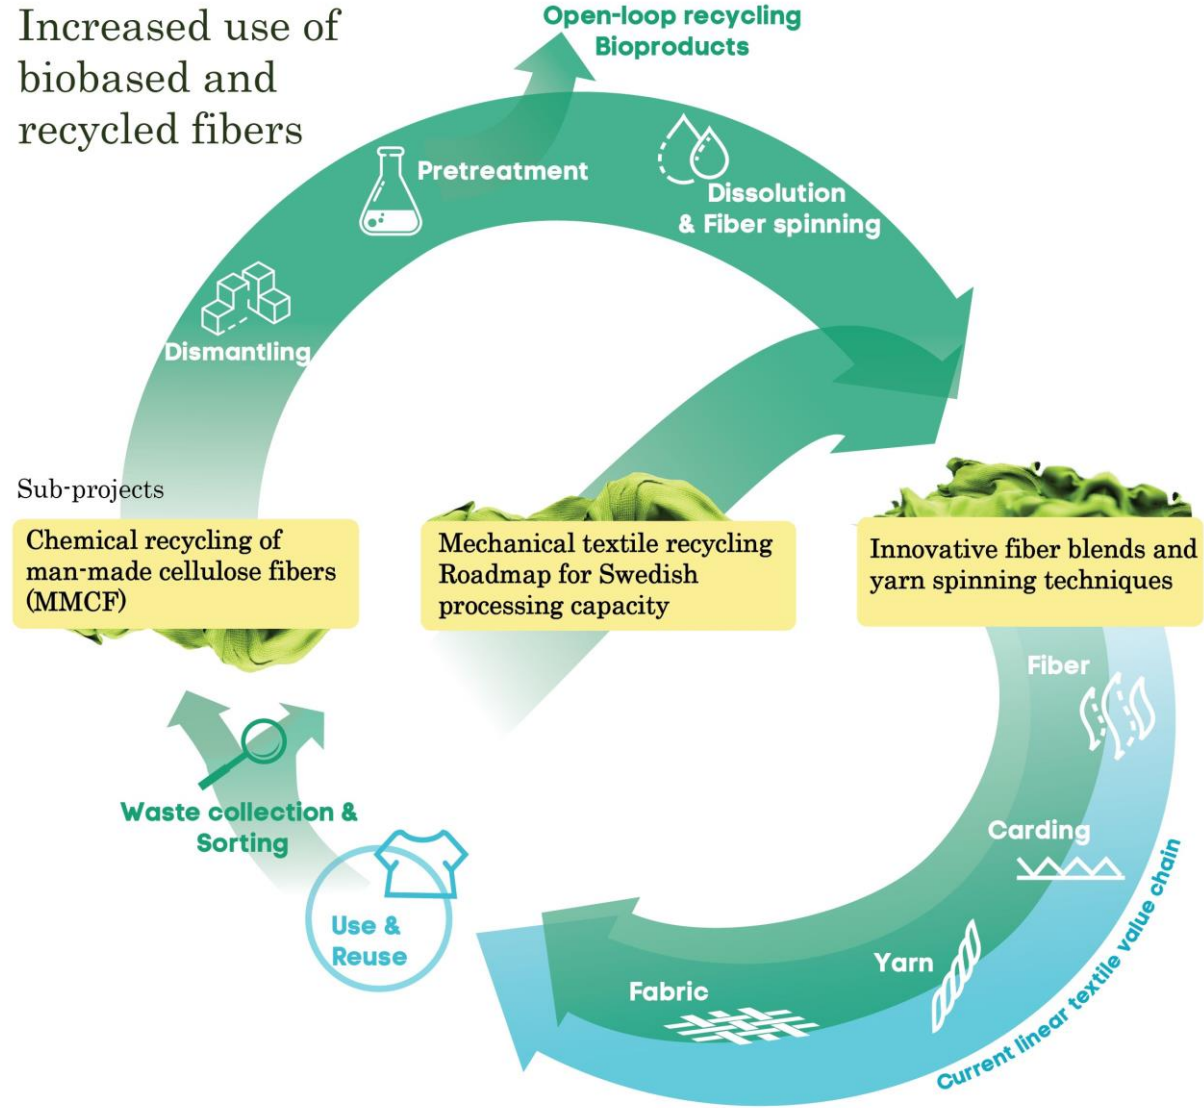 Increased use of
biobased and
recycled fibers
Open-loop recycling
Bioproducts
Pretreatment
Dissolution
& Fiber spinning
Dismantling
Sub-projects
Chemical recycling of
man-made cellulose fibers
(MMCF)
Mechanical textile recycling
Roadmap for Swedish
processing capacity
Innovative fiber blends and
yarn spinning techniques
Fiber
Carding
Yarn
Fabric
Current linear textile value chain
Use &
Reuse
Waste collection &
Sorting